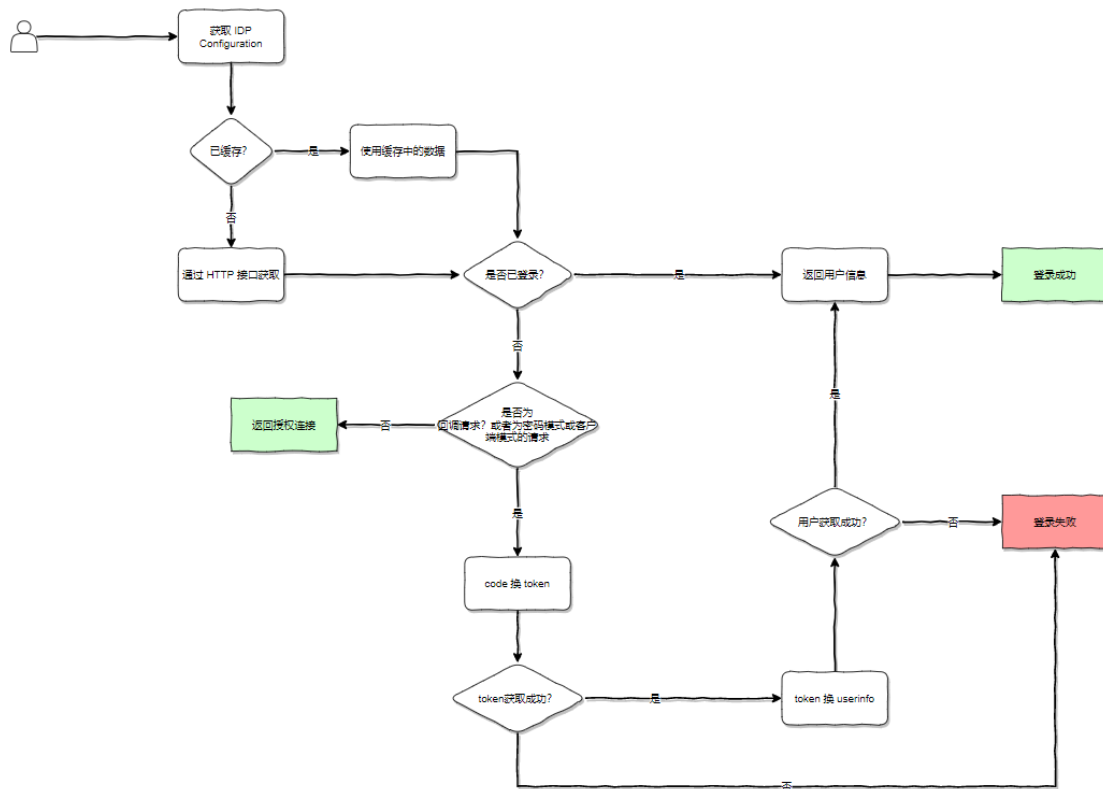 获取 IDP
Configuration
已缓存?
是
使用缓存中的数据
否
通过 HTTP 接口获取
是否已登录?
是
返回用户信息
登录成功
否
返回授权连接
否
是否为
回调请求? 或者为密码模式或客户
端模式的请求
是
是
用户获取成功?
否
登录失败
code 换 token
token获取成功?
是
token 换 userinfo
否